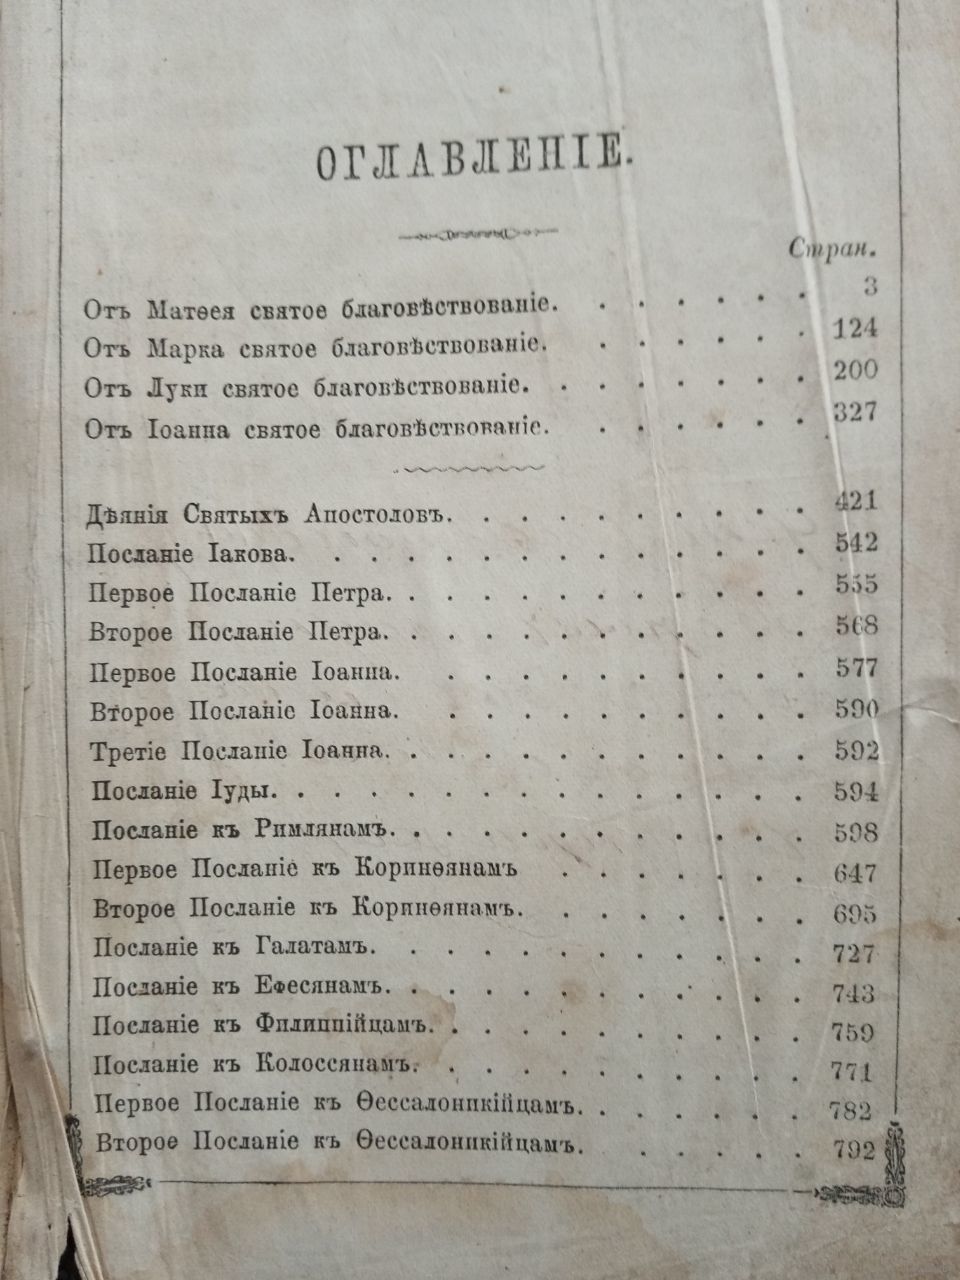 ОГЛАВЛЕНІЕ.
Стран.
Отъ Матѳея святое благовѣствованіе. . . . . . . 3
Отъ Марка святое благовѣствованіе. . . . . . . 124
Отъ Луки святое благовѣствованіе. . . . . . . . 200
Отъ Іоанна святое благовѣствованіе. . . . . . . 327
Дѣянія Святыхъ Апостоловъ. . . . . . . . . . 421
Посланіе Іакова. . . . . . . . . . . . . . 542
Первое Посланіе Петра. . . . . . . . . . . . 555
Второе Посланіе Петра. . . . . . . . . . . . 568
Первое Посланіе Іоанна. . . . . . . . . . . 577
Второе Посланіе Іоанна. . . . . . . . . . . 590
Третіе Посланіе Іоанна. . . . . . . . . . . . 592
Посланіе Іуды. . . . . . . . . . . . . . . 594
Посланіе къ Римлянамъ. . . . . . . . . . . . 598
Первое Посланіе къ Коринѳянамъ . . . . . . . 647
Второе Посланіе къ Коринѳянамъ. . . . . . . . 695
Посланіе къ Галатамъ. . . . . . . . . . . . 727
Посланіе къ Ефесянамъ. . . . . . . . . . . . 743
Посланіе къ Филиппійцамъ. . . . . . . . . . . 759
Посланіе къ Колоссянамъ. . . . . . . . . . . 771
Первое Посланіе къ Ѳессалоникійцамъ. . . . . . . 782
Второе Посланіе къ Ѳессалоникійцамъ. . . . . . 792